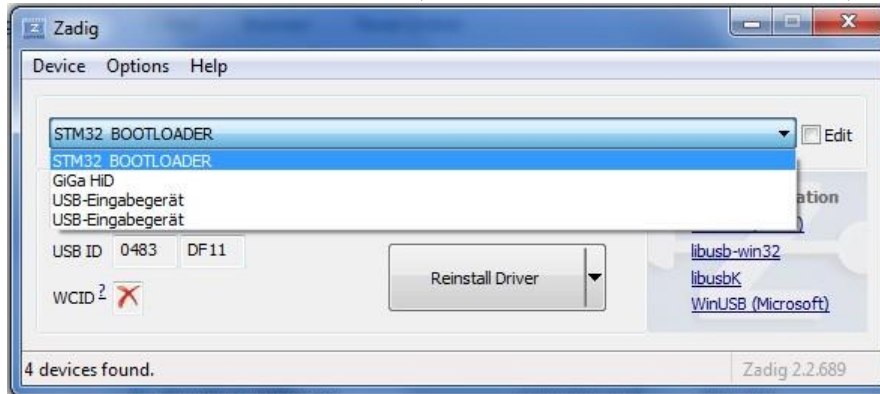 Zadig
Device Options Help
STM32 BOOTLOADER
Edit
STM32 BOOTLOADER
GiGa HiD
USB-Eingabegerät
USB-Eingabegerät
ation
USB ID 0483 DF11
WCID ?
Reinstall Driver
libusb-win32
libusbK
WinUSB (Microsoft)
4 devices found.
Zadig 2.2.689